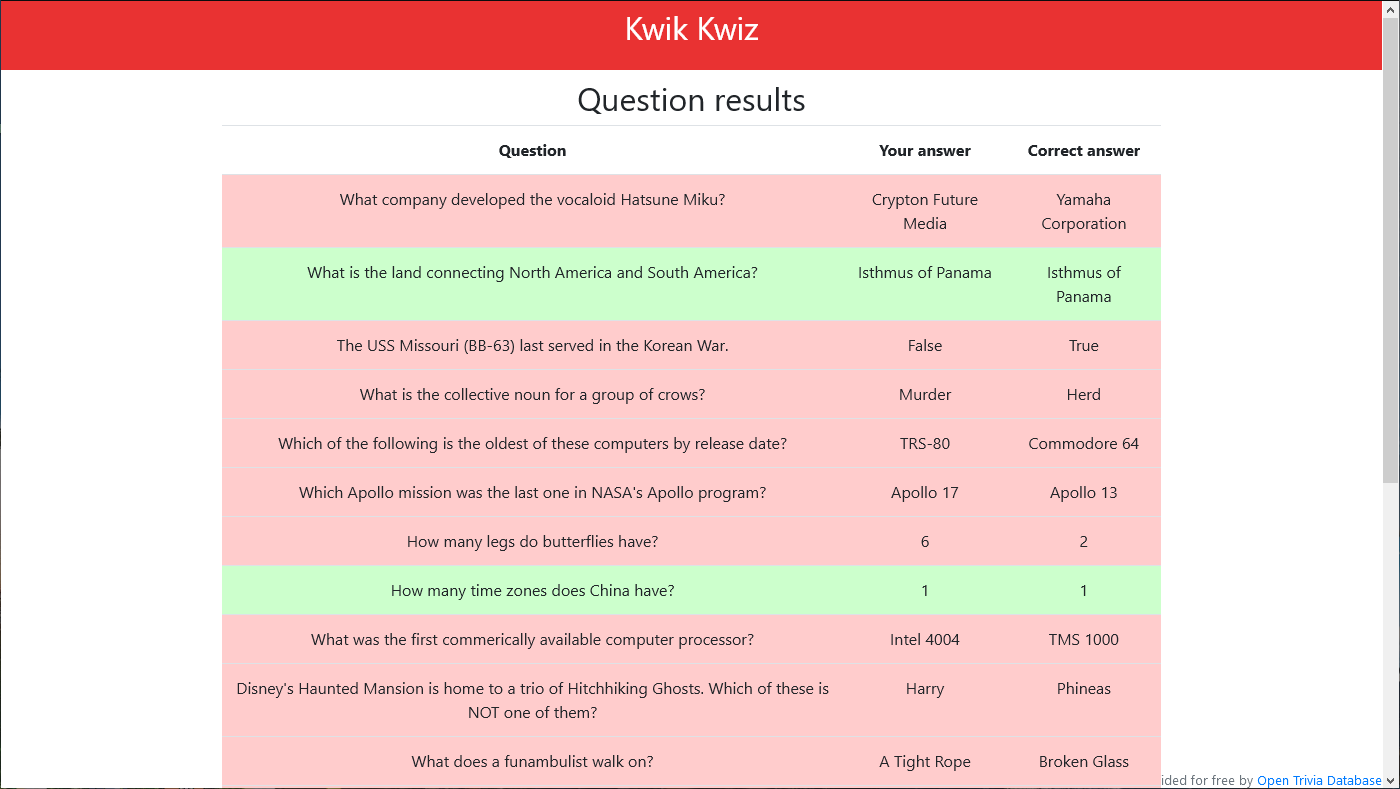 Kwik Kwiz
Question results
Question Your answer Correct answer
What company developed the vocaloid Hatsune Miku? Crypton Future Yamaha
Media Corporation
What is the land connecting North America and South America? Isthmus of Panama Isthmus of
Panama
The USS Missouri (BB-63) last served in the Korean War. False True
What is the collective noun for a group of crows? Murder Herd
Which of the following is the oldest of these computers by release date? TRS-80 Commodore 64
Which Apollo mission was the last one in NASA's Apollo program? Apollo 17 Apollo 13
How many legs do butterflies have? 6 2
How many time zones does China have? 1 1
What was the first commerically available computer processor? Intel 4004 TMS 1000
Disney's Haunted Mansion is home to a trio of Hitchhiking Ghosts. Which of these is Harry Phineas
NOT one of them?
What does a funambulist walk on? A Tight Rope Broken Glass
ided for free by Open Trivia Database